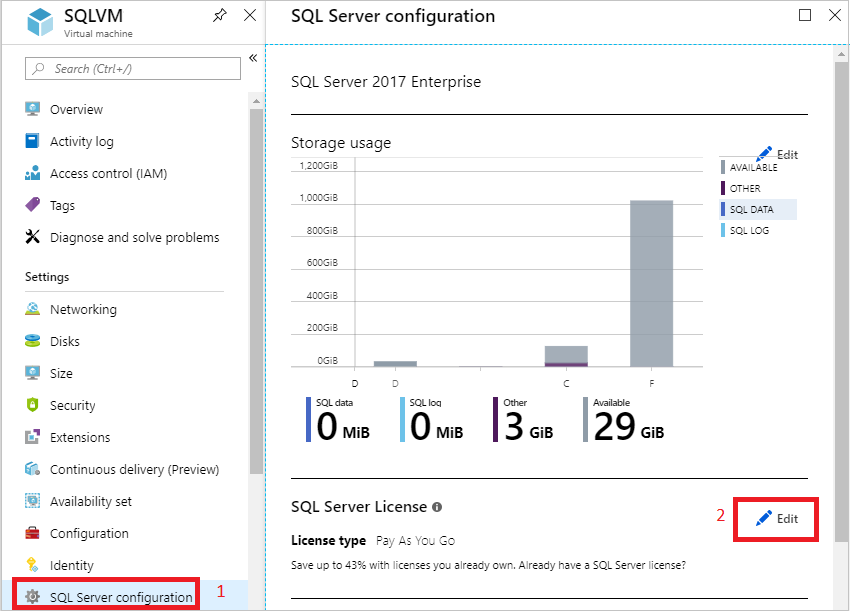 SQLVM
Virtual machine
Search (Ctrl+/)
«
Overview
Activity log
Access control (IAM)
Tags
Diagnose and solve problems
Settings
Networking
Disks
Size
Security
Extensions
Continuous delivery (Preview)
Availability set
Configuration
Identity
SQL Server configuration
1
SQL Server configuration
SQL Server 2017 Enterprise
Storage usage
Edit
1,200GiB
1,000GiB
800GiB
600GiB
400GiB
200GiB
0GiB
D
D
C
F
AVAILABLE
OTHER
SQL DATA
SQL LOG
SQL data
0 MiB
SQL log
0 MiB
Other
3 GiB
Available
29 GiB
SQL Server License
2
Edit
License type Pay As You Go
Save up to 43% with licenses you already own. Already have a SQL Server license?